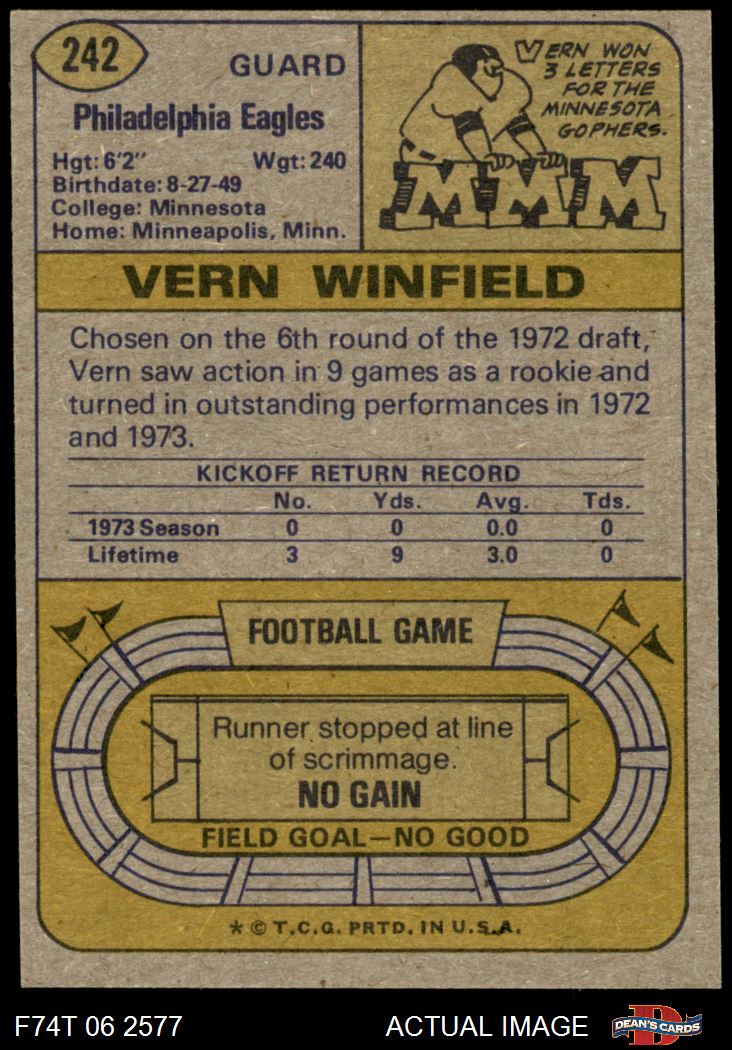 242
GUARD
Philadelphia Eagles
Hgt: 6'2" Wgt: 240
Birthdate: 8-27-49
College: Minnesota
Home: Minneapolis, Minn.
VERN WON
3 LETTERS
FOR THE
MINNESOTA
GOPHERS.
MMM
VERN WINFIELD
Chosen on the 6th round of the 1972 draft,
Vern saw action in 9 games as a rookie and
turned in outstanding performances in 1972
and 1973.
KICKOFF RETURN RECORD
No. Yds. Avg. Tds.
1973 Season 0 0 0.0 0
Lifetime 3 9 3.0 0
FOOTBALL GAME
Runner stopped at line
of scrimmage.
NO GAIN
FIELD GOAL—NO GOOD
* © T.C.G. PRTD. IN U.S.A.
F74T 06 2577 ACTUAL IMAGE
D
DEAN'S CARDS